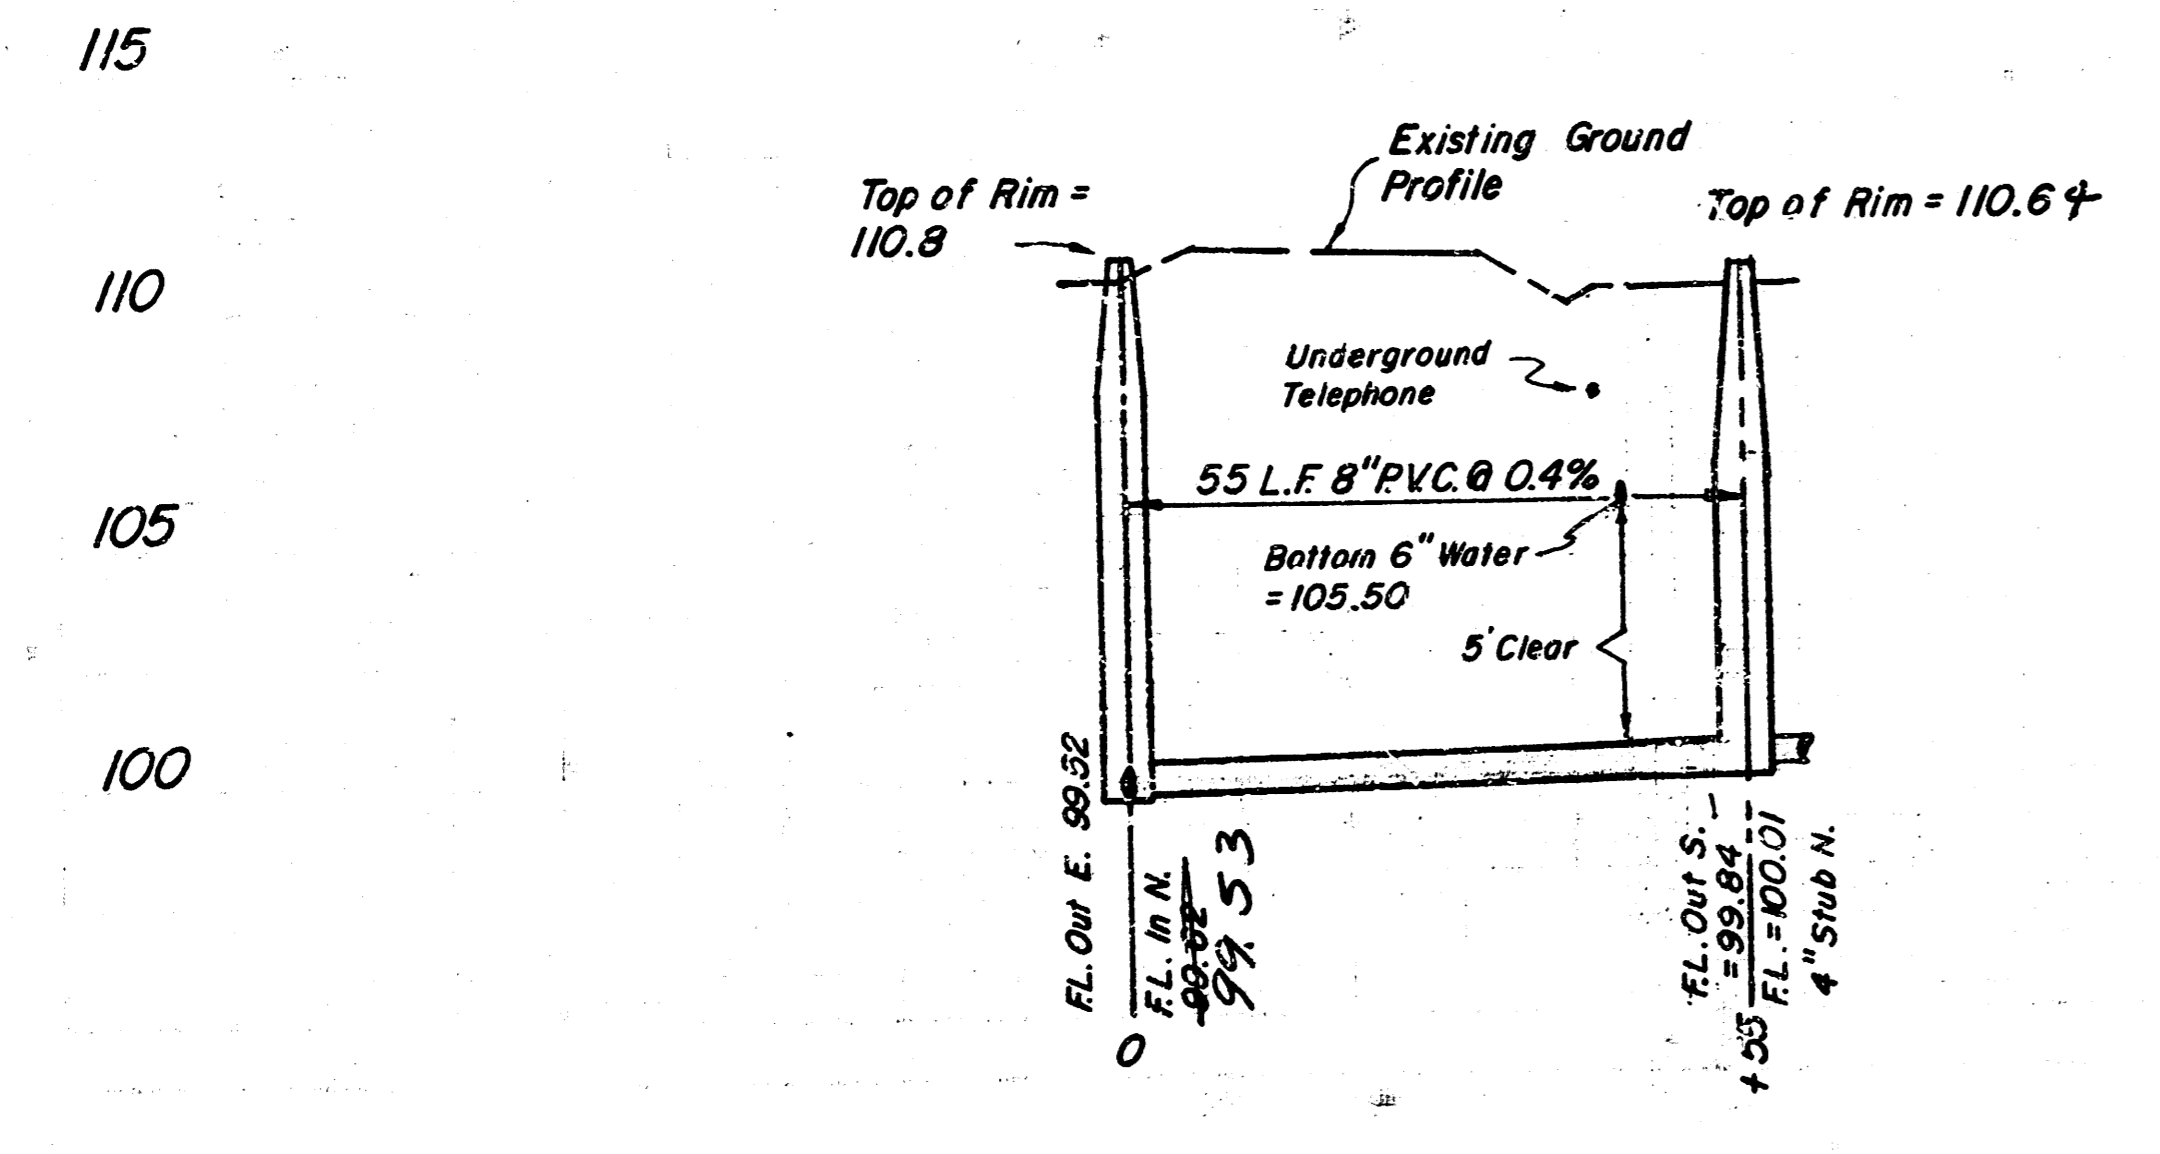 115
Existing Ground
Profile
Top of Rim =
110.8
Top of Rim = 110.64
110
Underground
Telephone
55 L.F. 8" P.V.C. @ 0.4%
105
Bottom 6" Water
= 105.50
5' Clear
100
F.L. Out E. 99.52
F.L. In N.
99.53
F.L. Out S.
= 99.84
F.L. = 100.01
4" Stub N.
0
+55